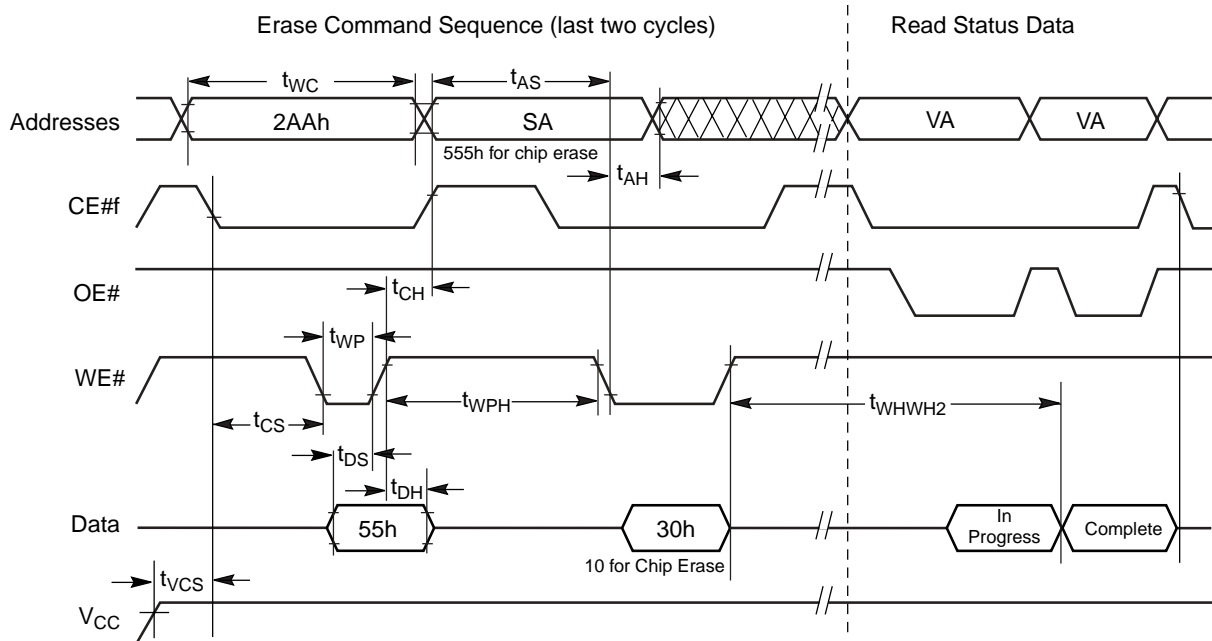 Erase Command Sequence (last two cycles)
Read Status Data
tWC
tAS
Addresses
2AAh
SA
VA
VA
555h for chip erase
tAH
CE#f
OE#
tCH
tWP
WE#
tWPH
tWHWH2
tCS
tDS
tDH
Data
55h
30h
In
Progress
Complete
10 for Chip Erase
tVCS
VCC